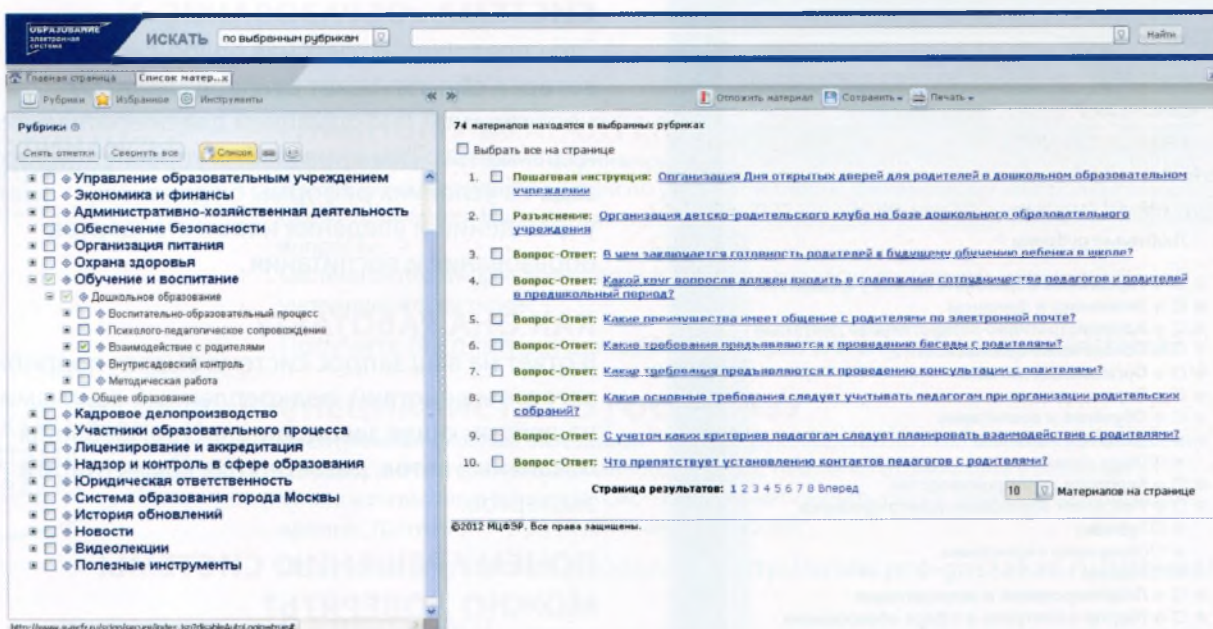 ОБРАЗОВАНИЕ
электронная
система
ИСКАТЬ по выбранным рубрикам
Найти
Главная страница Список матер...х
Рубрики Избранное Инструменты
Отложить материал Сохранить Печать
Рубрики
Снять отметки Свернуть все Список
Управление образовательным учреждением
Экономика и финансы
Административно-хозяйственная деятельность
Обеспечение безопасности
Организация питания
Охрана здоровья
Обучение и воспитание
Дошкольное образование
Воспитательно-образовательный процесс
Психолого-педагогическое сопровождение
Взаимодействие с родителями
Внутрисадовский контроль
Методическая работа
Общее образование
Кадровое делопроизводство
Участники образовательного процесса
Лицензирование и аккредитация
Надзор и контроль в сфере образования
Юридическая ответственность
Система образования города Москвы
История обновлений
Новости
Видеолекции
Полезные инструменты
74 материалов находятся в выбранных рубриках
Выбрать все на странице
1. Пошаговая инструкция: Организация Дня открытых дверей для родителей в дошкольном образовательном
учреждении
2. Разъяснение: Организация детско-родительского клуба на базе дошкольного образовательного
учреждения
3. Вопрос-Ответ: В чем заключается готовность родителей к будущему обучению ребенка в школе?
4. Вопрос-Ответ: Какой круг вопросов должен входить в содержание сотрудничества педагогов и родителей
в предшкольный период?
5. Вопрос-Ответ: Какие преимущества имеет общение с родителями по электронной почте?
6. Вопрос-Ответ: Какие требования предъявляются к проведению беседы с родителями?
7. Вопрос-Ответ: Какие требования предъявляются к проведению консультации с родителями?
8. Вопрос-Ответ: Какие основные требования следует учитывать педагогам при организации родительских
собраний?
9. Вопрос-Ответ: С учетом каких критериев педагогам следует планировать взаимодействие с родителями?
10. Вопрос-Ответ: Что препятствует установлению контактов педагогов с родителями?
Страница результатов: 1 2 3 4 5 6 7 8 Вперед
10 Материалов на странице
©2012 МЦФЭР. Все права защищены.